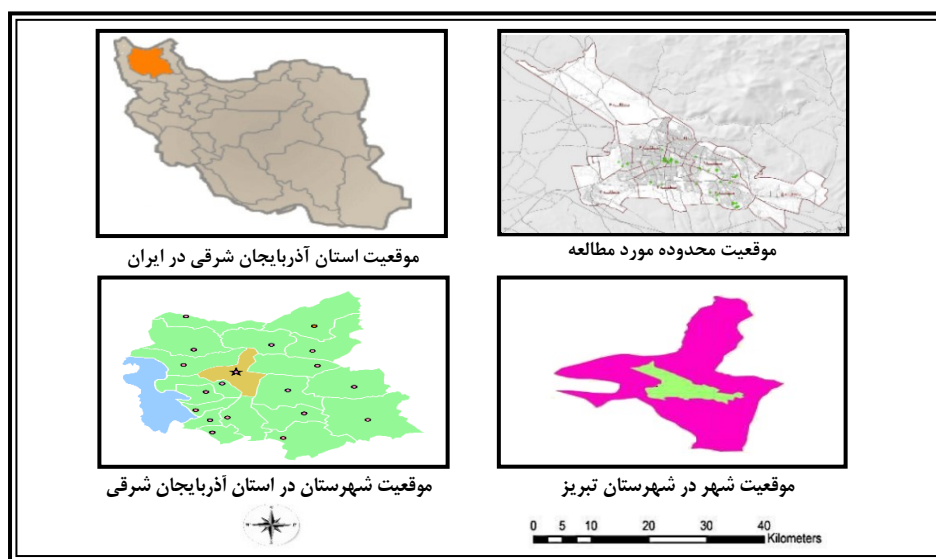 موقعیت استان آذربایجان شرقی در ایران
موقعیت محدوده مورد مطالعه
موقعیت شهرستان در استان آذربایجان شرقی
موقعیت شهر در شهرستان تبریز
0 5 10 20 30 40
Kilometers